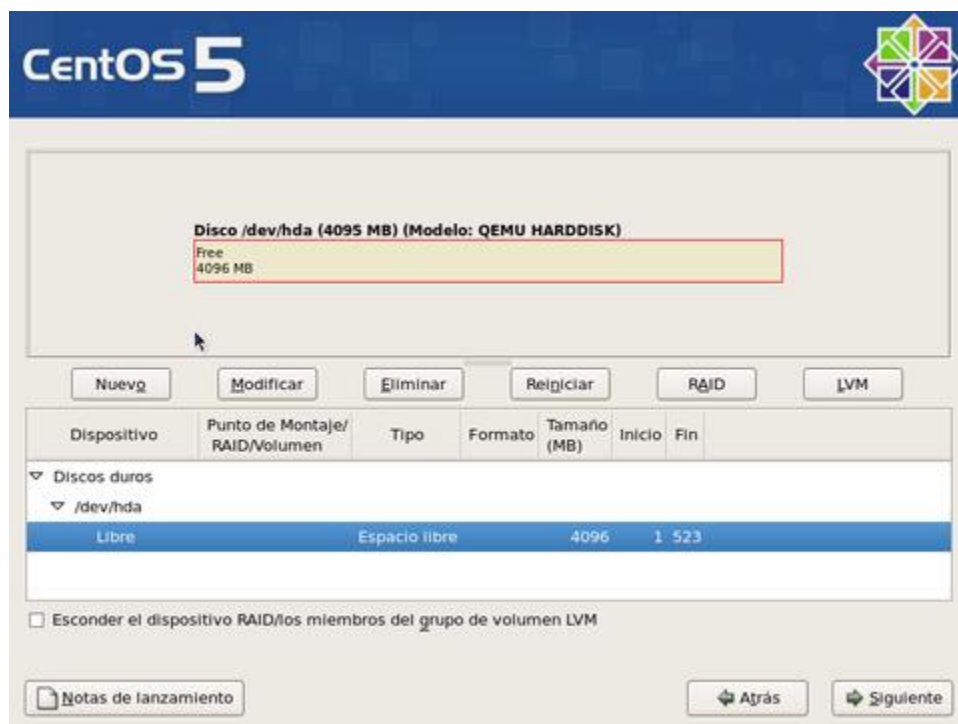 CentOS 5
Disco /dev/hda (4095 MB) (Modelo: QEMU HARDDISK)
Free
4096 MB
Nuevo Modificar Eliminar Reiniciar RAID LVM
Dispositivo Punto de Montaje/ RAID/Volumen Tipo Formato Tamaño (MB) Inicio Fin
Discos duros
/dev/hda
Libre Espacio libre 4096 1 523
Esconder el dispositivo RAID/los miembros del grupo de volumen LVM
Notas de lanzamiento Atrás Siguiente